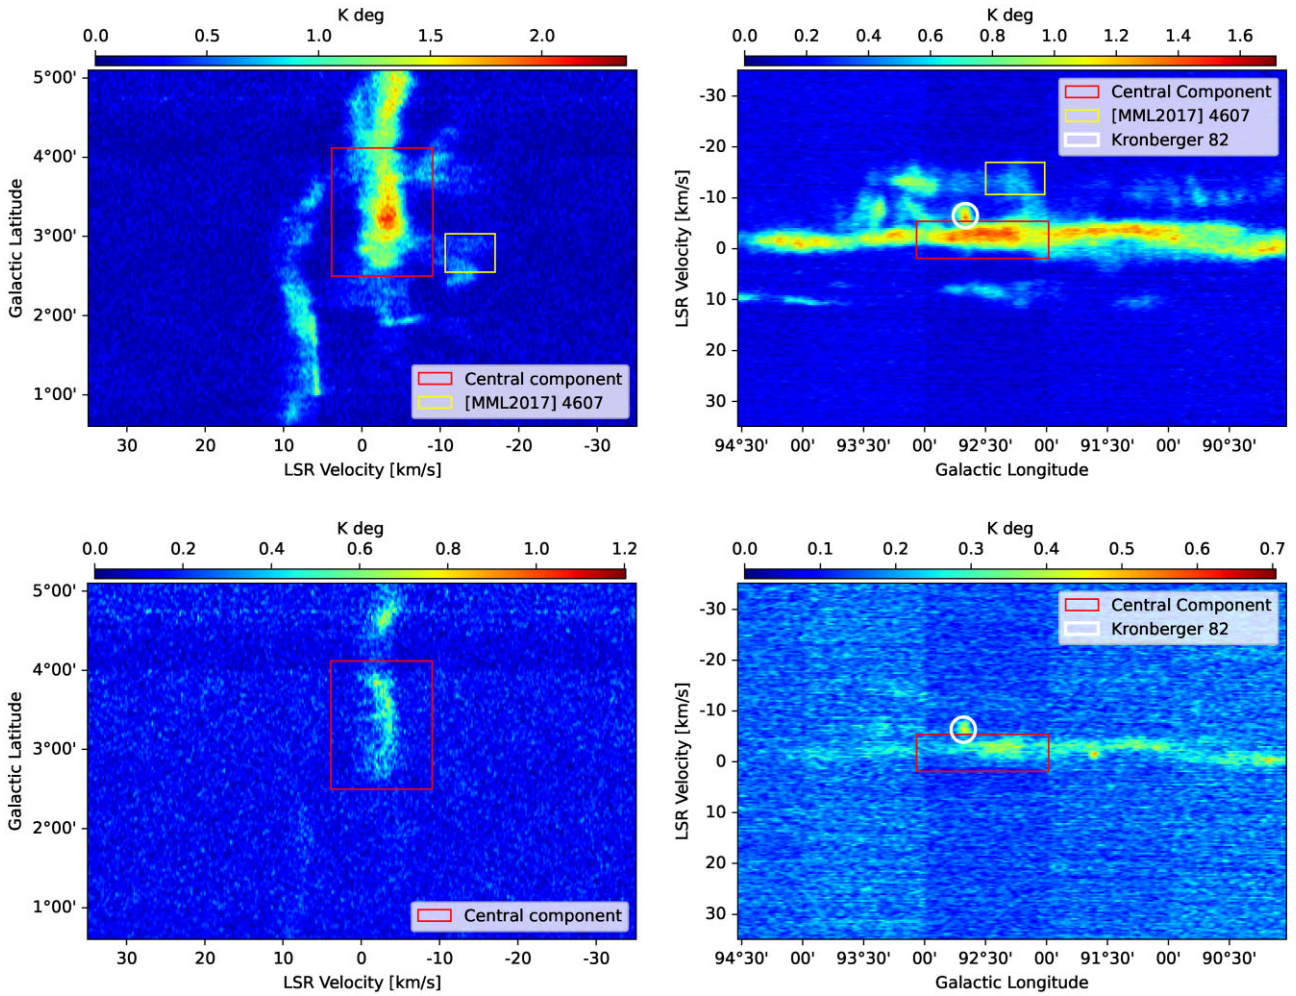 K deg
0.0 0.5 1.0 1.5 2.0
5°00'
4°00'
3°00'
2°00'
1°00'
Galactic Latitude
Central component
[MML2017] 4607
30 20 10 0 -10 -20 -30
LSR Velocity [km/s]
K deg
0.0 0.2 0.4 0.6 0.8 1.0 1.2 1.4 1.6
-30
-20
-10
0
10
20
30
LSR Velocity [km/s]
Central Component
[MML2017] 4607
Kronberger 82
94°30' 00' 93°30' 00' 92°30' 00' 91°30' 00' 90°30'
Galactic Longitude
K deg
0.0 0.2 0.4 0.6 0.8 1.0 1.2
5°00'
4°00'
3°00'
2°00'
1°00'
Galactic Latitude
Central component
30 20 10 0 -10 -20 -30
LSR Velocity [km/s]
K deg
0.0 0.1 0.2 0.3 0.4 0.5 0.6 0.7
-30
-20
-10
0
10
20
30
LSR Velocity [km/s]
Central Component
Kronberger 82
94°30' 00' 93°30' 00' 92°30' 00' 91°30' 00' 90°30'
Galactic Longitude